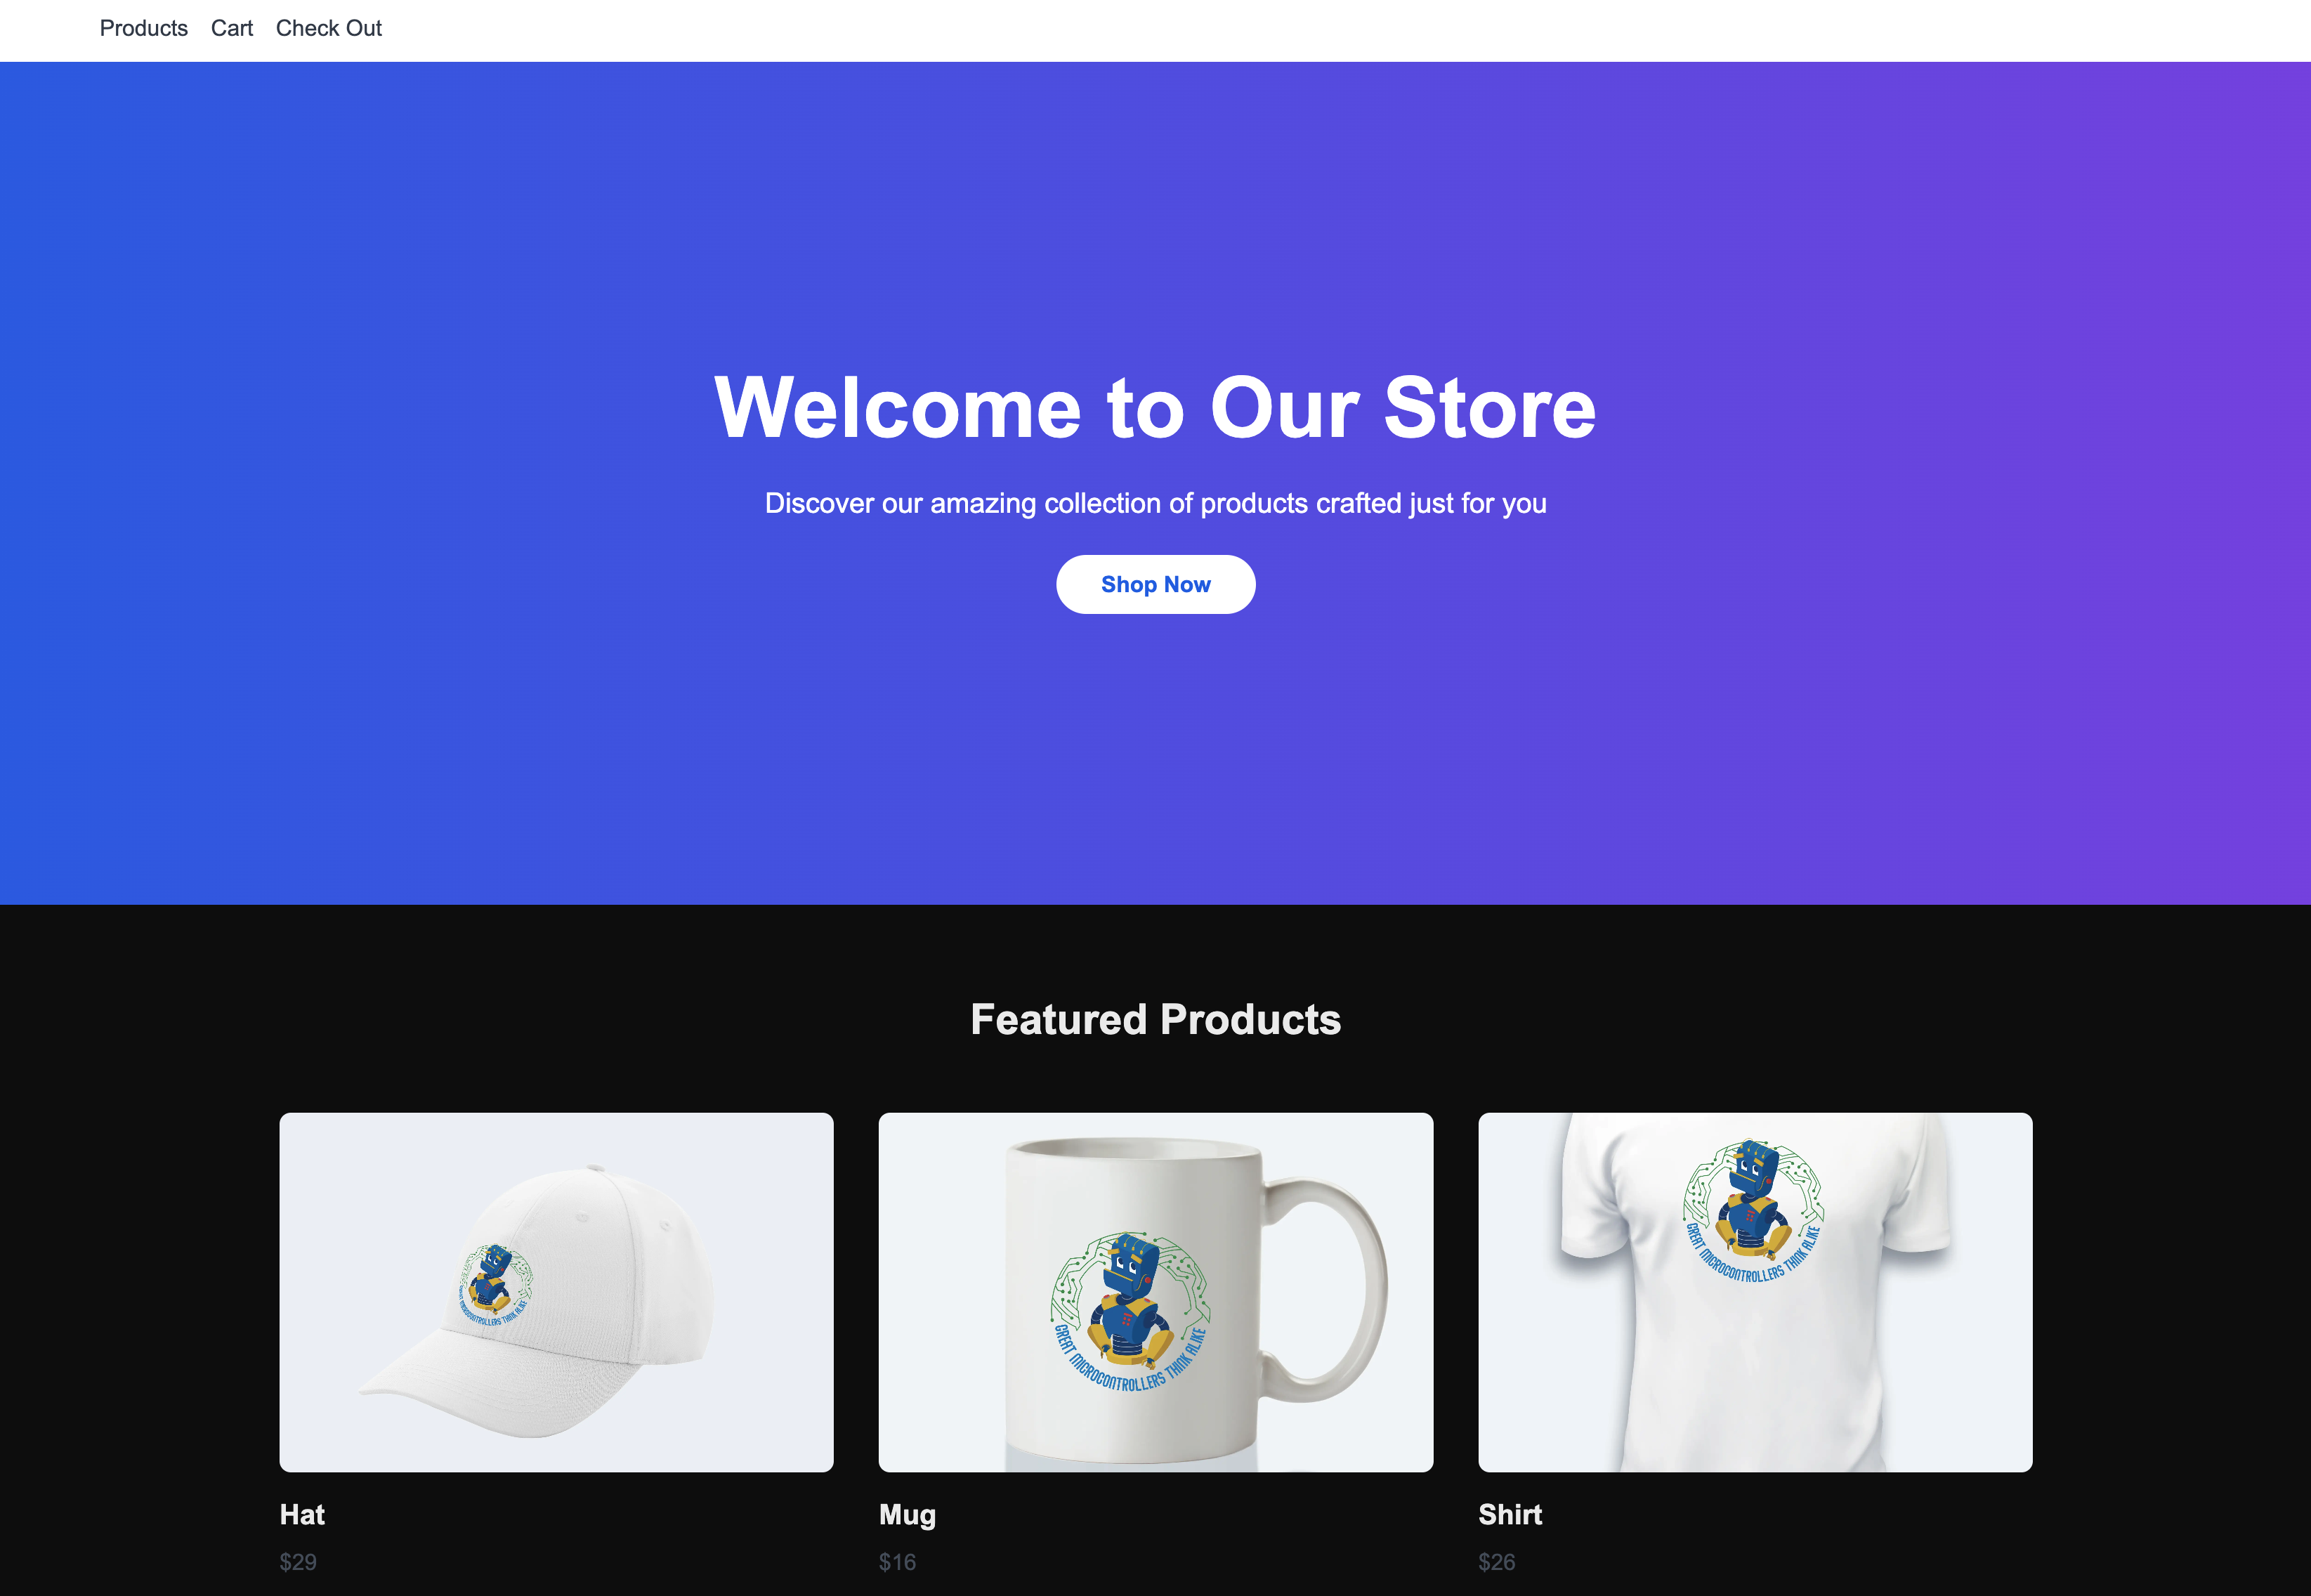 Products Cart Check Out
Welcome to Our Store
Discover our amazing collection of products crafted just for you
Shop Now
Featured Products
GREAT MICROCONTROLLERS THINK ALIKE
GREAT MICROCONTROLLERS THINK ALIKE
GREAT MICROCONTROLLERS THINK ALIKE
Hat Mug Shirt
$29 $16 $26